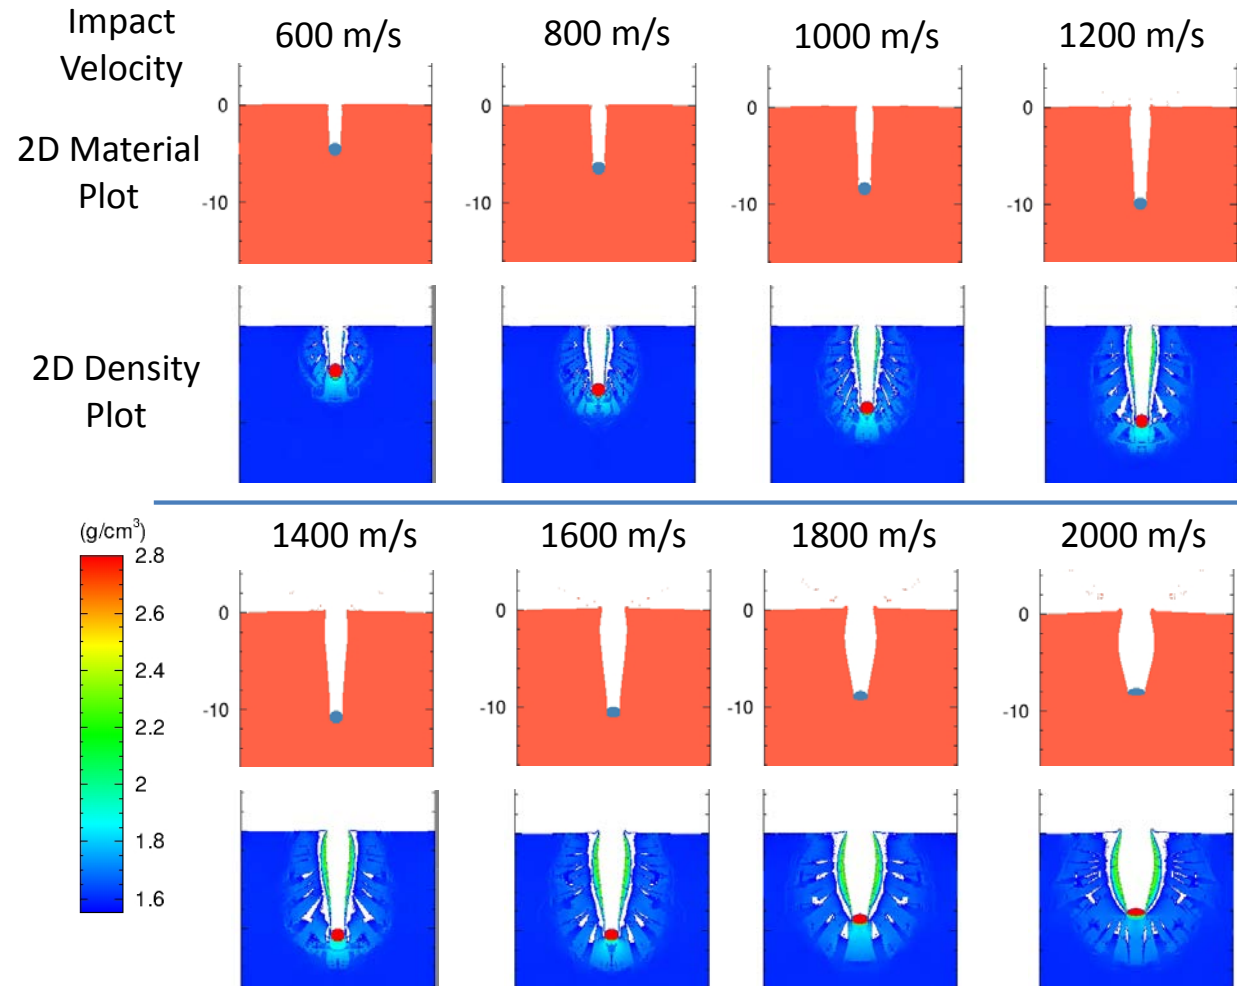 Impact
Velocity
600 m/s
800 m/s
1000 m/s
1200 m/s
2D Material
Plot
0
-10
0
-10
0
-10
0
-10
2D Density
Plot
1400 m/s
1600 m/s
1800 m/s
2000 m/s
(g/cm³)
2.8
2.6
2.4
2.2
2
1.8
1.6
0
-10
0
-10
0
-10
0
-10